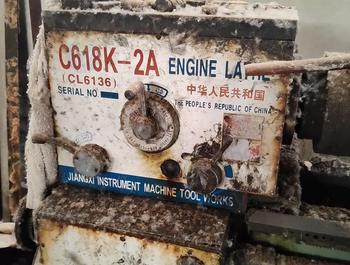 C618K-2A ENGINE LATHE
(CL6136) 中华人民共和国
SERIAL NO THE PEOPLE'S REPUBLIC OF CHINA
JIANGXI INSTRUMENT MACHINE TOOL WORKS